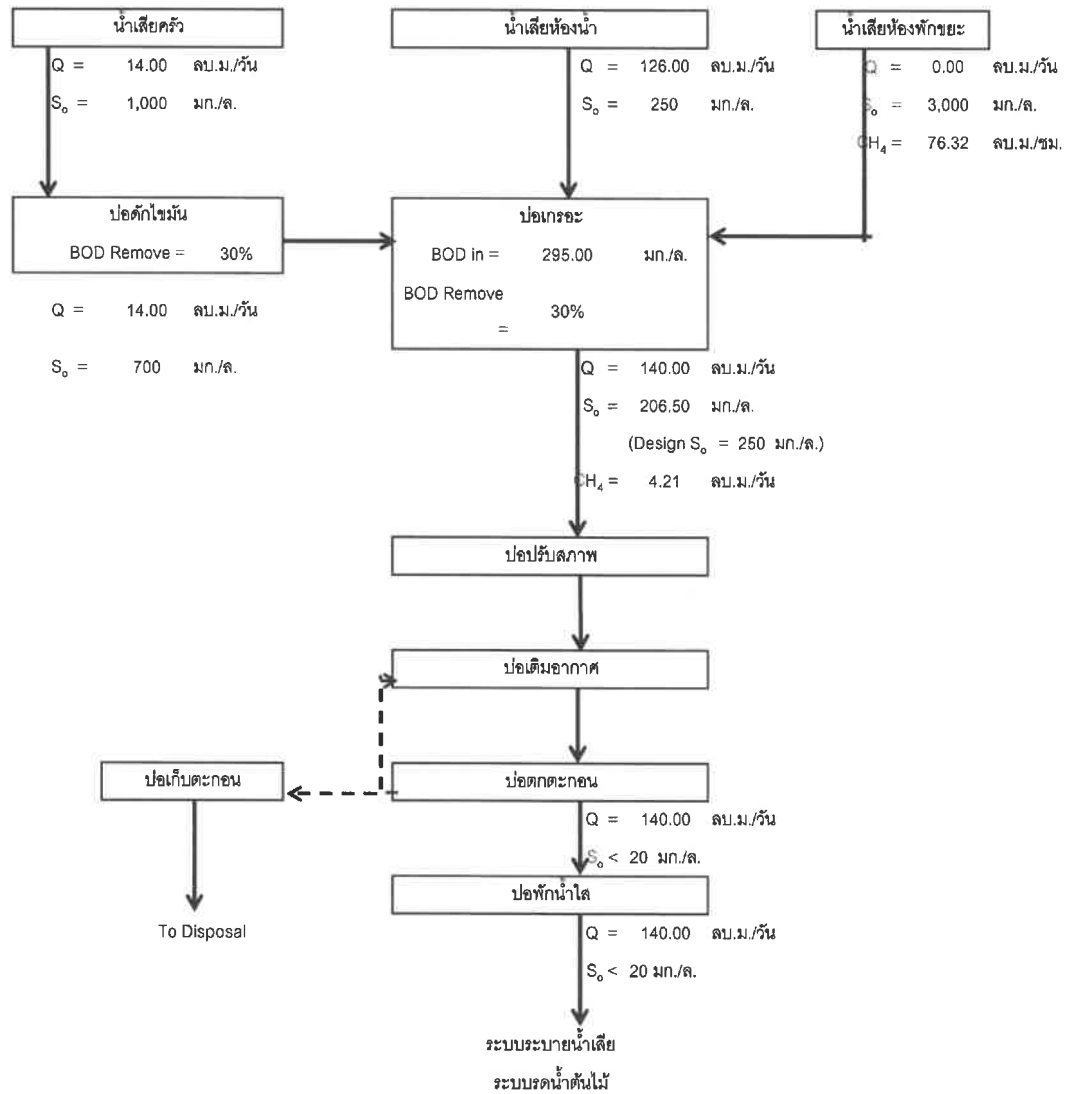 น้ำเสียครัว
Q = 14.00 ลบ.ม./วัน
So = 1,000 มก./ล.
น้ำเสียห้องน้ำ
Q = 126.00 ลบ.ม./วัน
So = 250 มก./ล.
น้ำเสียห้องพักขยะ
Q = 0.00 ลบ.ม./วัน
So = 3,000 มก./ล.
CH4 = 76.32 ลบ.ม./ชม.
บ่อดักไขมัน
BOD Remove = 30%
Q = 14.00 ลบ.ม./วัน
So = 700 มก./ล.
บ่อเกรอะ
BOD in = 295.00 มก./ล.
BOD Remove
30%
=
Q = 140.00 ลบ.ม./วัน
So = 206.50 มก./ล.
(Design So = 250 มก./ล.)
CH4 = 4.21 ลบ.ม./วัน
บ่อปรับสภาพ
บ่อเติมอากาศ
บ่อเก็บตะกอน
บ่อตกตะกอน
Q = 140.00 ลบ.ม./วัน
So < 20 มก./ล.
To Disposal
บ่อพักน้ำใส
Q = 140.00 ลบ.ม./วัน
So < 20 มก./ล.
ระบบระบายน้ำเสีย
ระบบรดน้ำต้นไม้